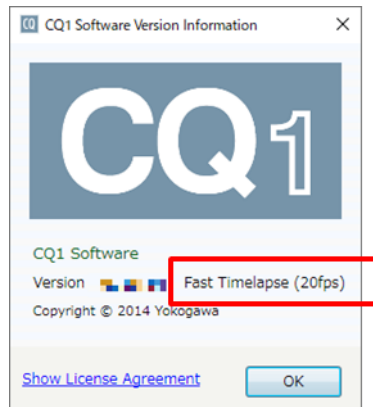 CQ1 Software Version Information
CQ1
CQ1 Software
Version Fast Timelapse (20fps)
Copyright © 2014 Yokogawa
Show License Agreement
OK